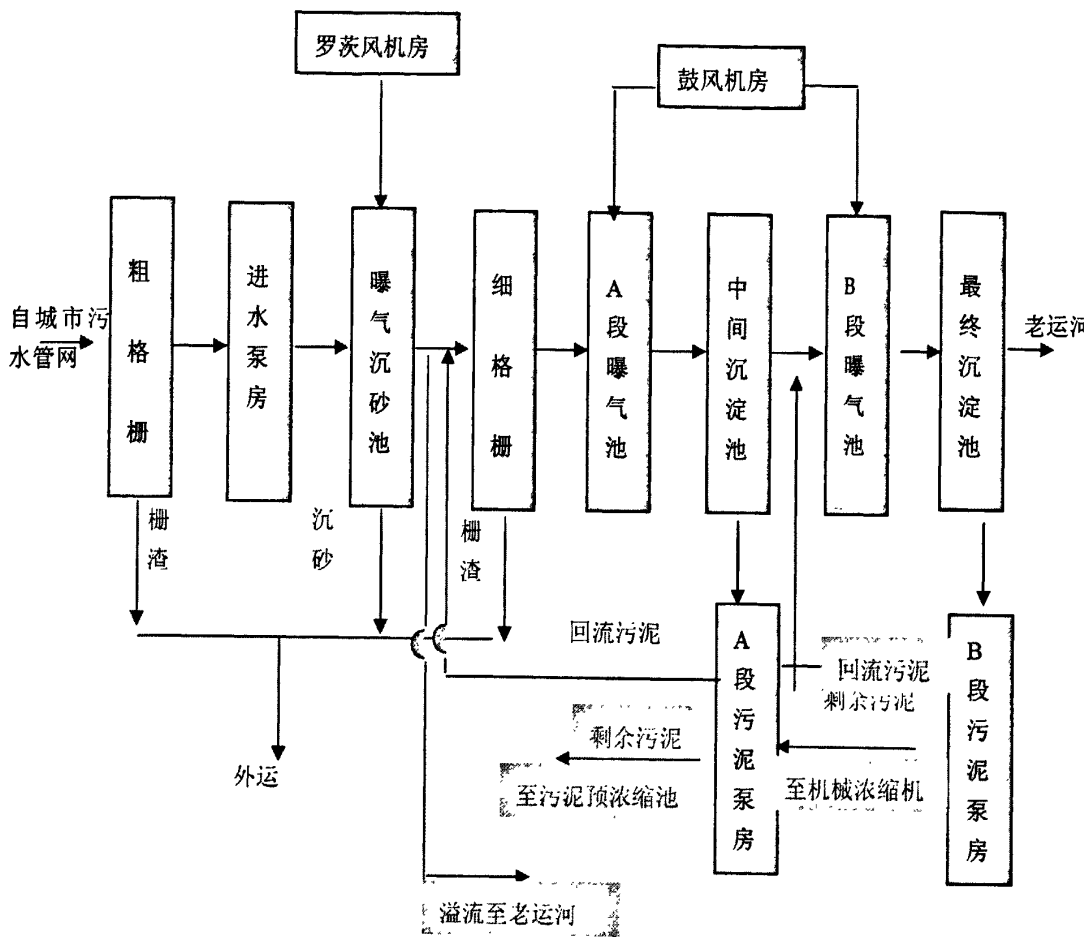 罗茨风机房
鼓风机房
粗格栅
进水泵房
曝气沉砂池
细格栅
A段曝气池
中间沉淀池
B段曝气池
最终沉淀池
自城市污
水管网
老运河
栅渣
沉砂
栅渣
回流污泥
A段污泥泵房
回流污泥
剩余污泥
B段污泥泵房
剩余污泥
至污泥预浓缩池
至机械浓缩机
外运
溢流至老运河